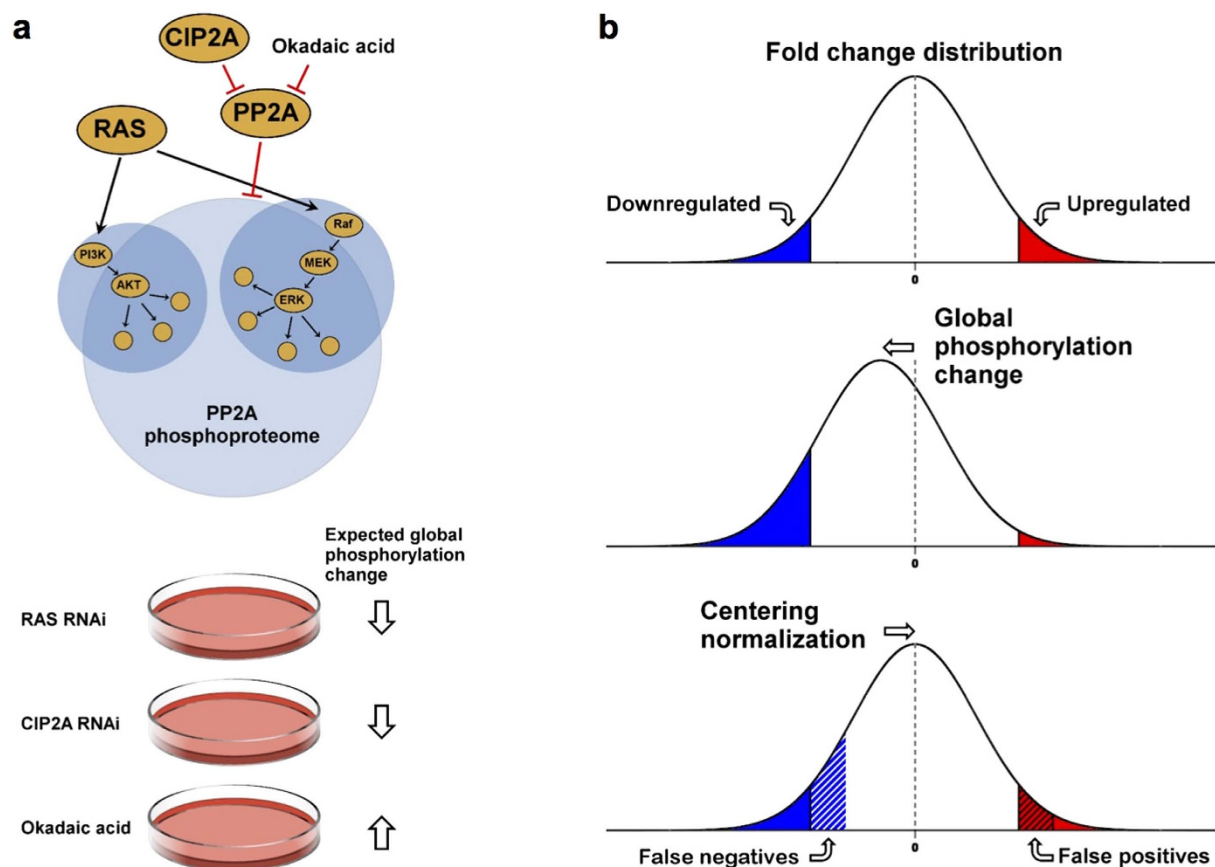 a
CIP2A
Okadaic acid
PP2A
RAS
Raf
PI3K
MEK
AKT
ERK
PP2A
phosphoproteome
Expected global
phosphorylation
change
RAS RNAi
CIP2A RNAi
Okadaic acid
b
Fold change distribution
Downregulated
Upregulated
0
Global
phosphorylation
change
0
Centering
normalization
0
False negatives
False positives